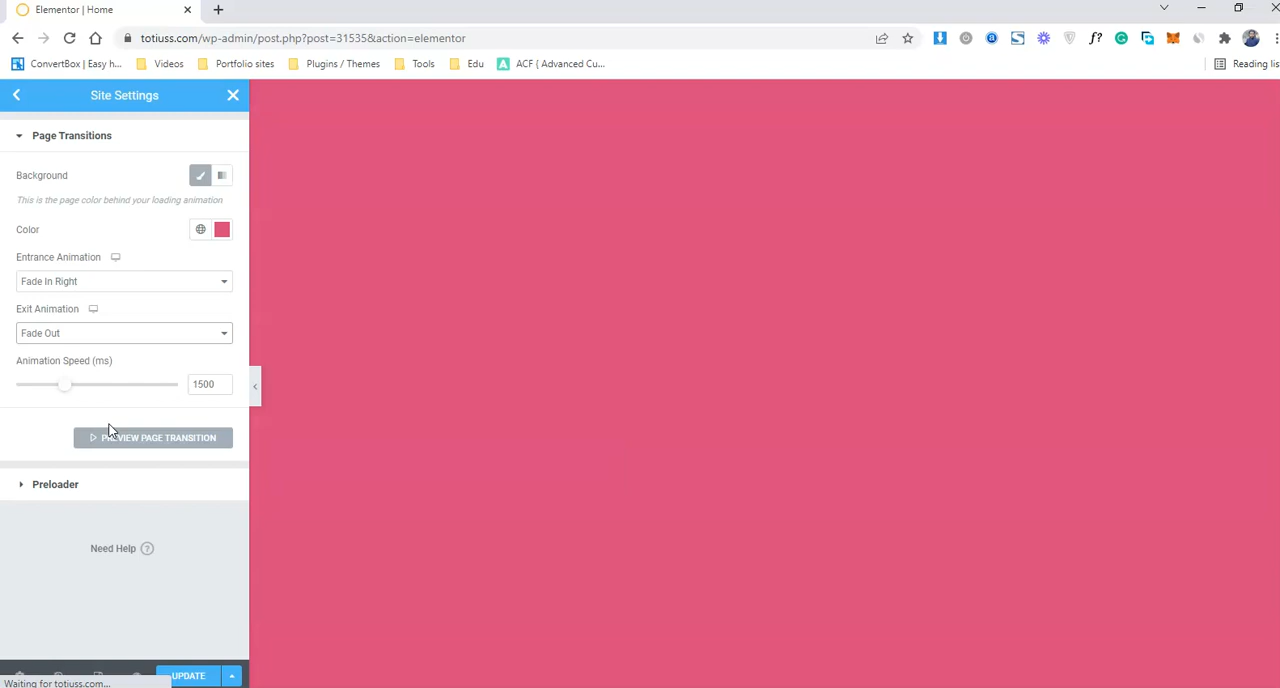 Elementor | Home
totiuss.com/wp-admin/post.php?post=31535&action=elementor
ConvertBox | Easy h... Videos Portfolio sites Plugins / Themes Tools Edu ACF ( Advanced Cu... Reading lis
Site Settings
Page Transitions
Background
This is the page color behind your loading animation
Color
Entrance Animation
Fade In Right
Exit Animation
Fade Out
Animation Speed (ms)
1500
PREVIEW PAGE TRANSITION
Preloader
Need Help ?
UPDATE
Waiting for totiuss.com...